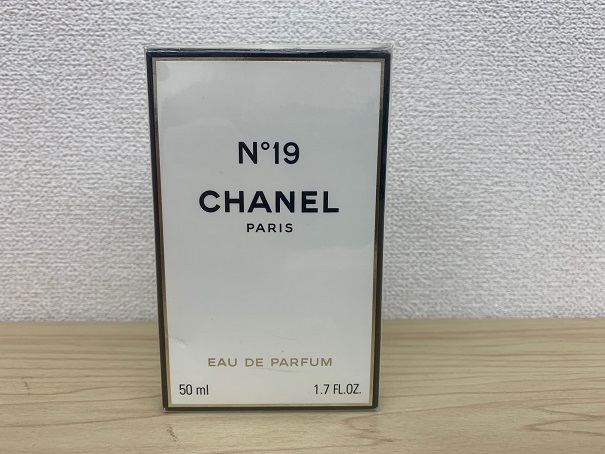 N°19
CHANEL
PARIS
EAU DE PARFUM
50 ml 1.7 FL.OZ.